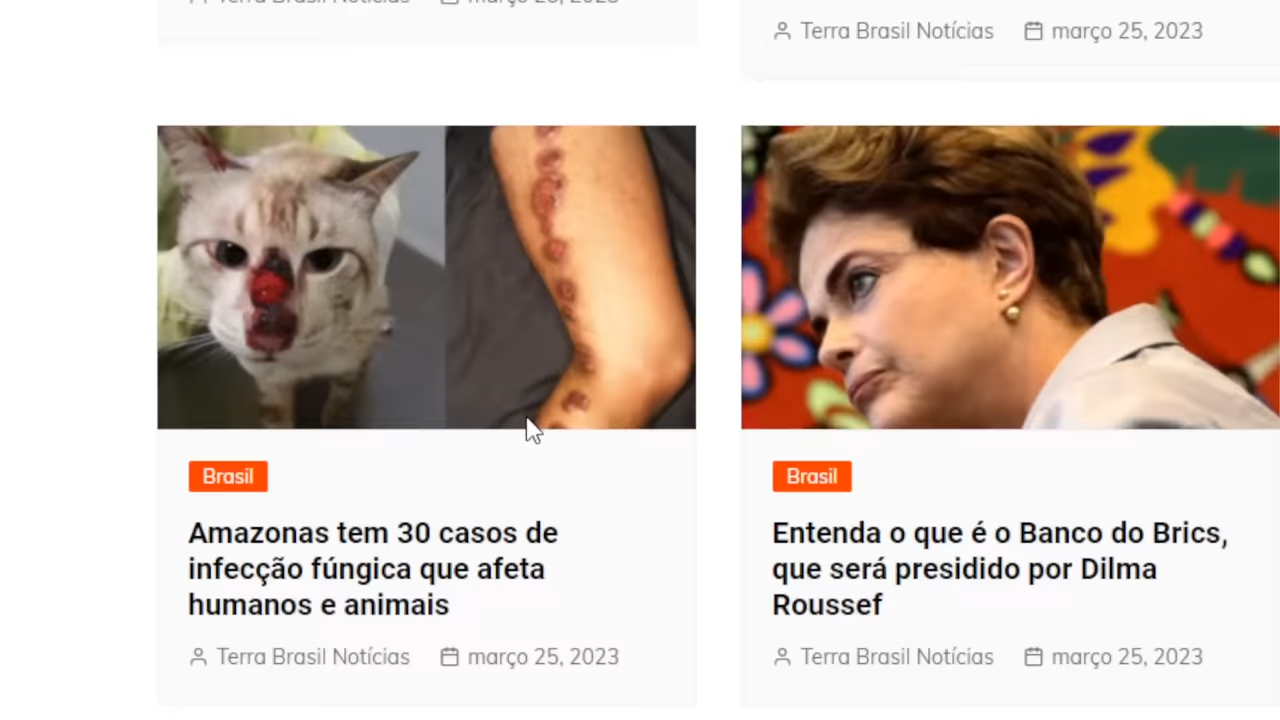 Terra Brasil Notícias março 25, 2023
Brasil
Amazonas tem 30 casos de
infecção fúngica que afeta
humanos e animais
Terra Brasil Notícias março 25, 2023
Brasil
Entenda o que é o Banco do Brics,
que será presidido por Dilma
Roussef
Terra Brasil Notícias março 25, 2023